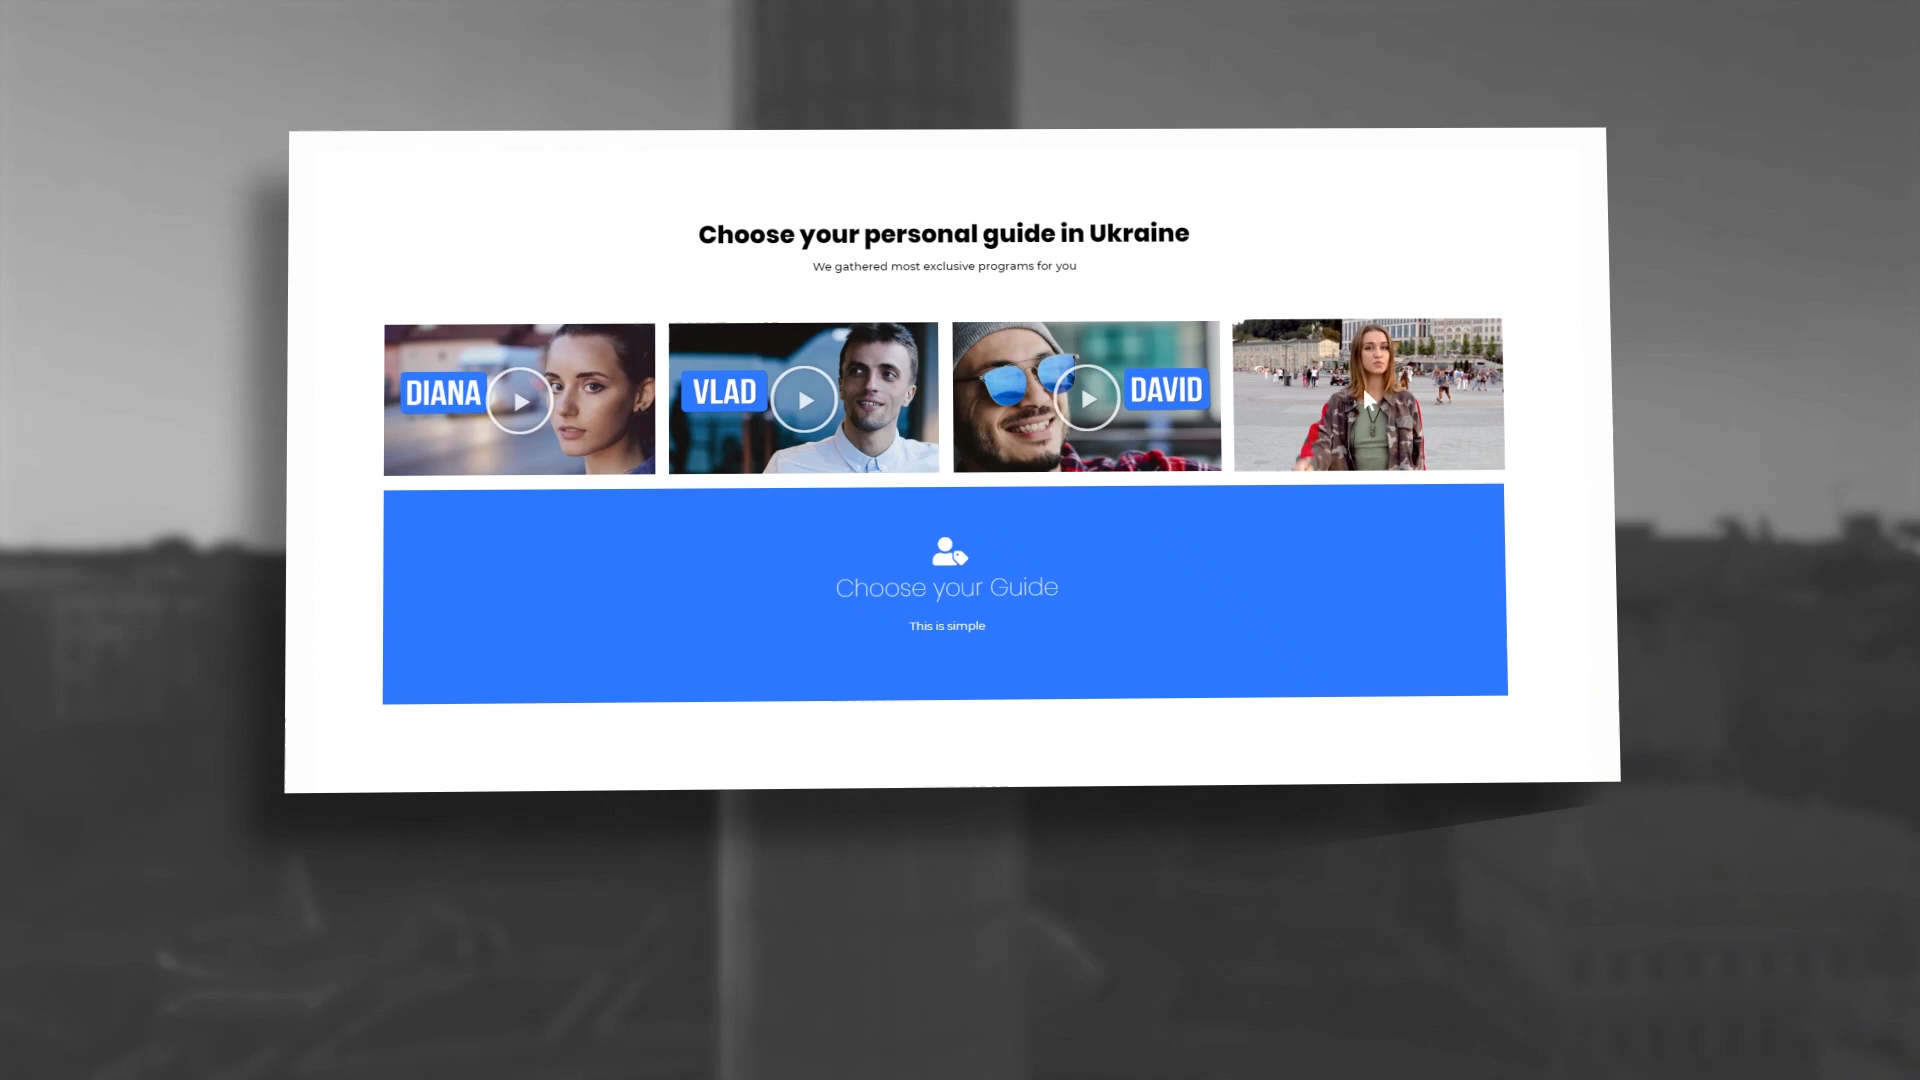 Choose your personal guide in Ukraine
We gathered most exclusive programs for you
DIANA
VLAD
DAVID
Choose your Guide
This is simple